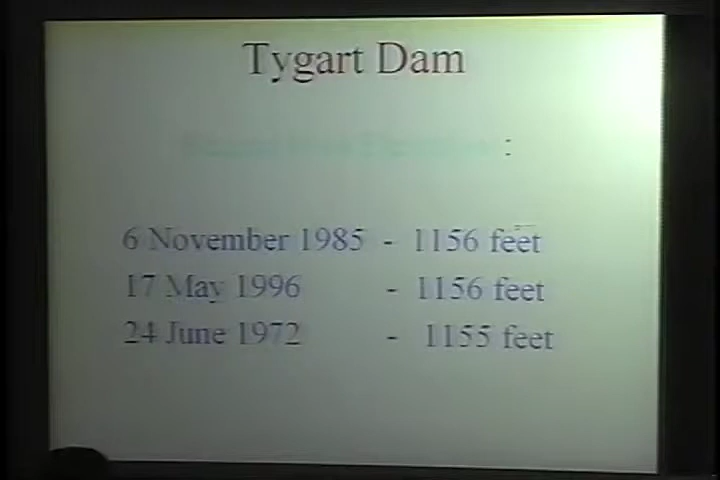 Tygart Dam
:
6 November 1985 - 1156 feet
17 May 1996 - 1156 feet
24 June 1972 - 1155 feet